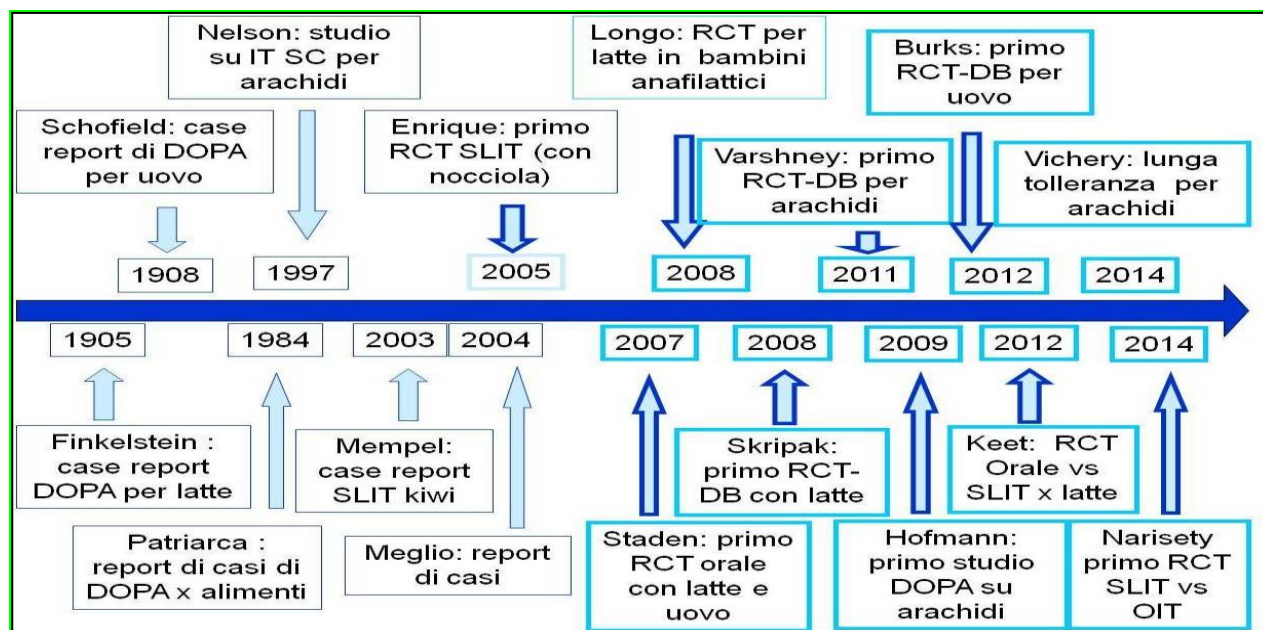 Nelson: studio
su IT SC per
arachidi
Longo: RCT per
latte in bambini
anafilattici
Burks: primo
RCT-DB per
uovo
Schofield: case
report di DOPA
per uovo
Enrique: primo
RCT SLIT (con
nocciola)
Varshney: primo
RCT-DB per
arachidi
Vichery: lunga
tolleranza per
arachidi
1908
1997
2005
2008
2011
2012
2014
1905
1984
2003
2004
2007
2008
2009
2012
2014
Finkelstein :
case report
DOPA per latte
Mempel:
case report
SLIT kiwi
Skripak:
primo RCT-
DB con latte
Keet: RCT
Orale vs
SLIT x latte
Patriarca :
report di casi di
DOPA x alimenti
Meglio: report
di casi
Staden: primo
RCT orale
con latte e
uovo
Hofmann:
primo studio
DOPA su
arachidi
Narisety
primo RCT
SLIT vs
OIT